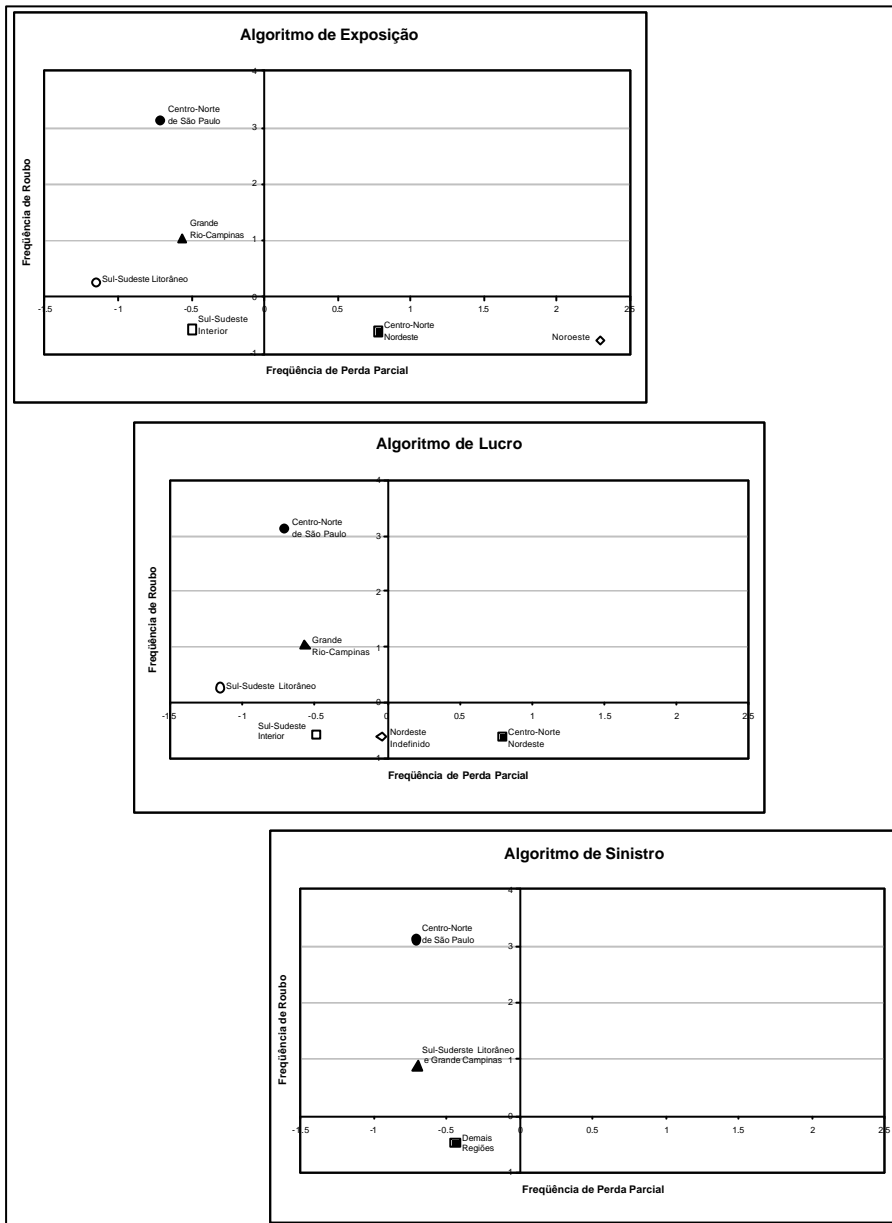 Algoritmo de Exposição
4
Centro-Norte
de São Paulo
3
Freqüência de Roubo
2
Grande
Rio-Campinas
1
Sul-Sudeste Litorâneo
0
-1.5
-1
-0.5
0
0.5
1
1.5
2
2.5
Sul-Sudeste
Interior
Centro-Norte
Nordeste
Noroeste
-1
Freqüência de Perda Parcial
Algoritmo de Lucro
4
Centro-Norte
de São Paulo
3
Freqüência de Roubo
2
Grande
Rio-Campinas
1
Sul-Sudeste Litorâneo
0
-1.5
-1
-0.5
0
0.5
1
1.5
2
2.5
Sul-Sudeste
Interior
Nordeste
Indefinido
Centro-Norte
Nordeste
-1
Freqüência de Perda Parcial
Algoritmo de Sinistro
4
Centro-Norte
de São Paulo
3
Freqüência de Roubo
2
Sul-Suderste Litorâneo
e Grande Campinas
1
0
-1.5
-1
-0.5
0
0.5
1
1.5
2
2.5
Demais
Regiões
-1
Freqüência de Perda Parcial